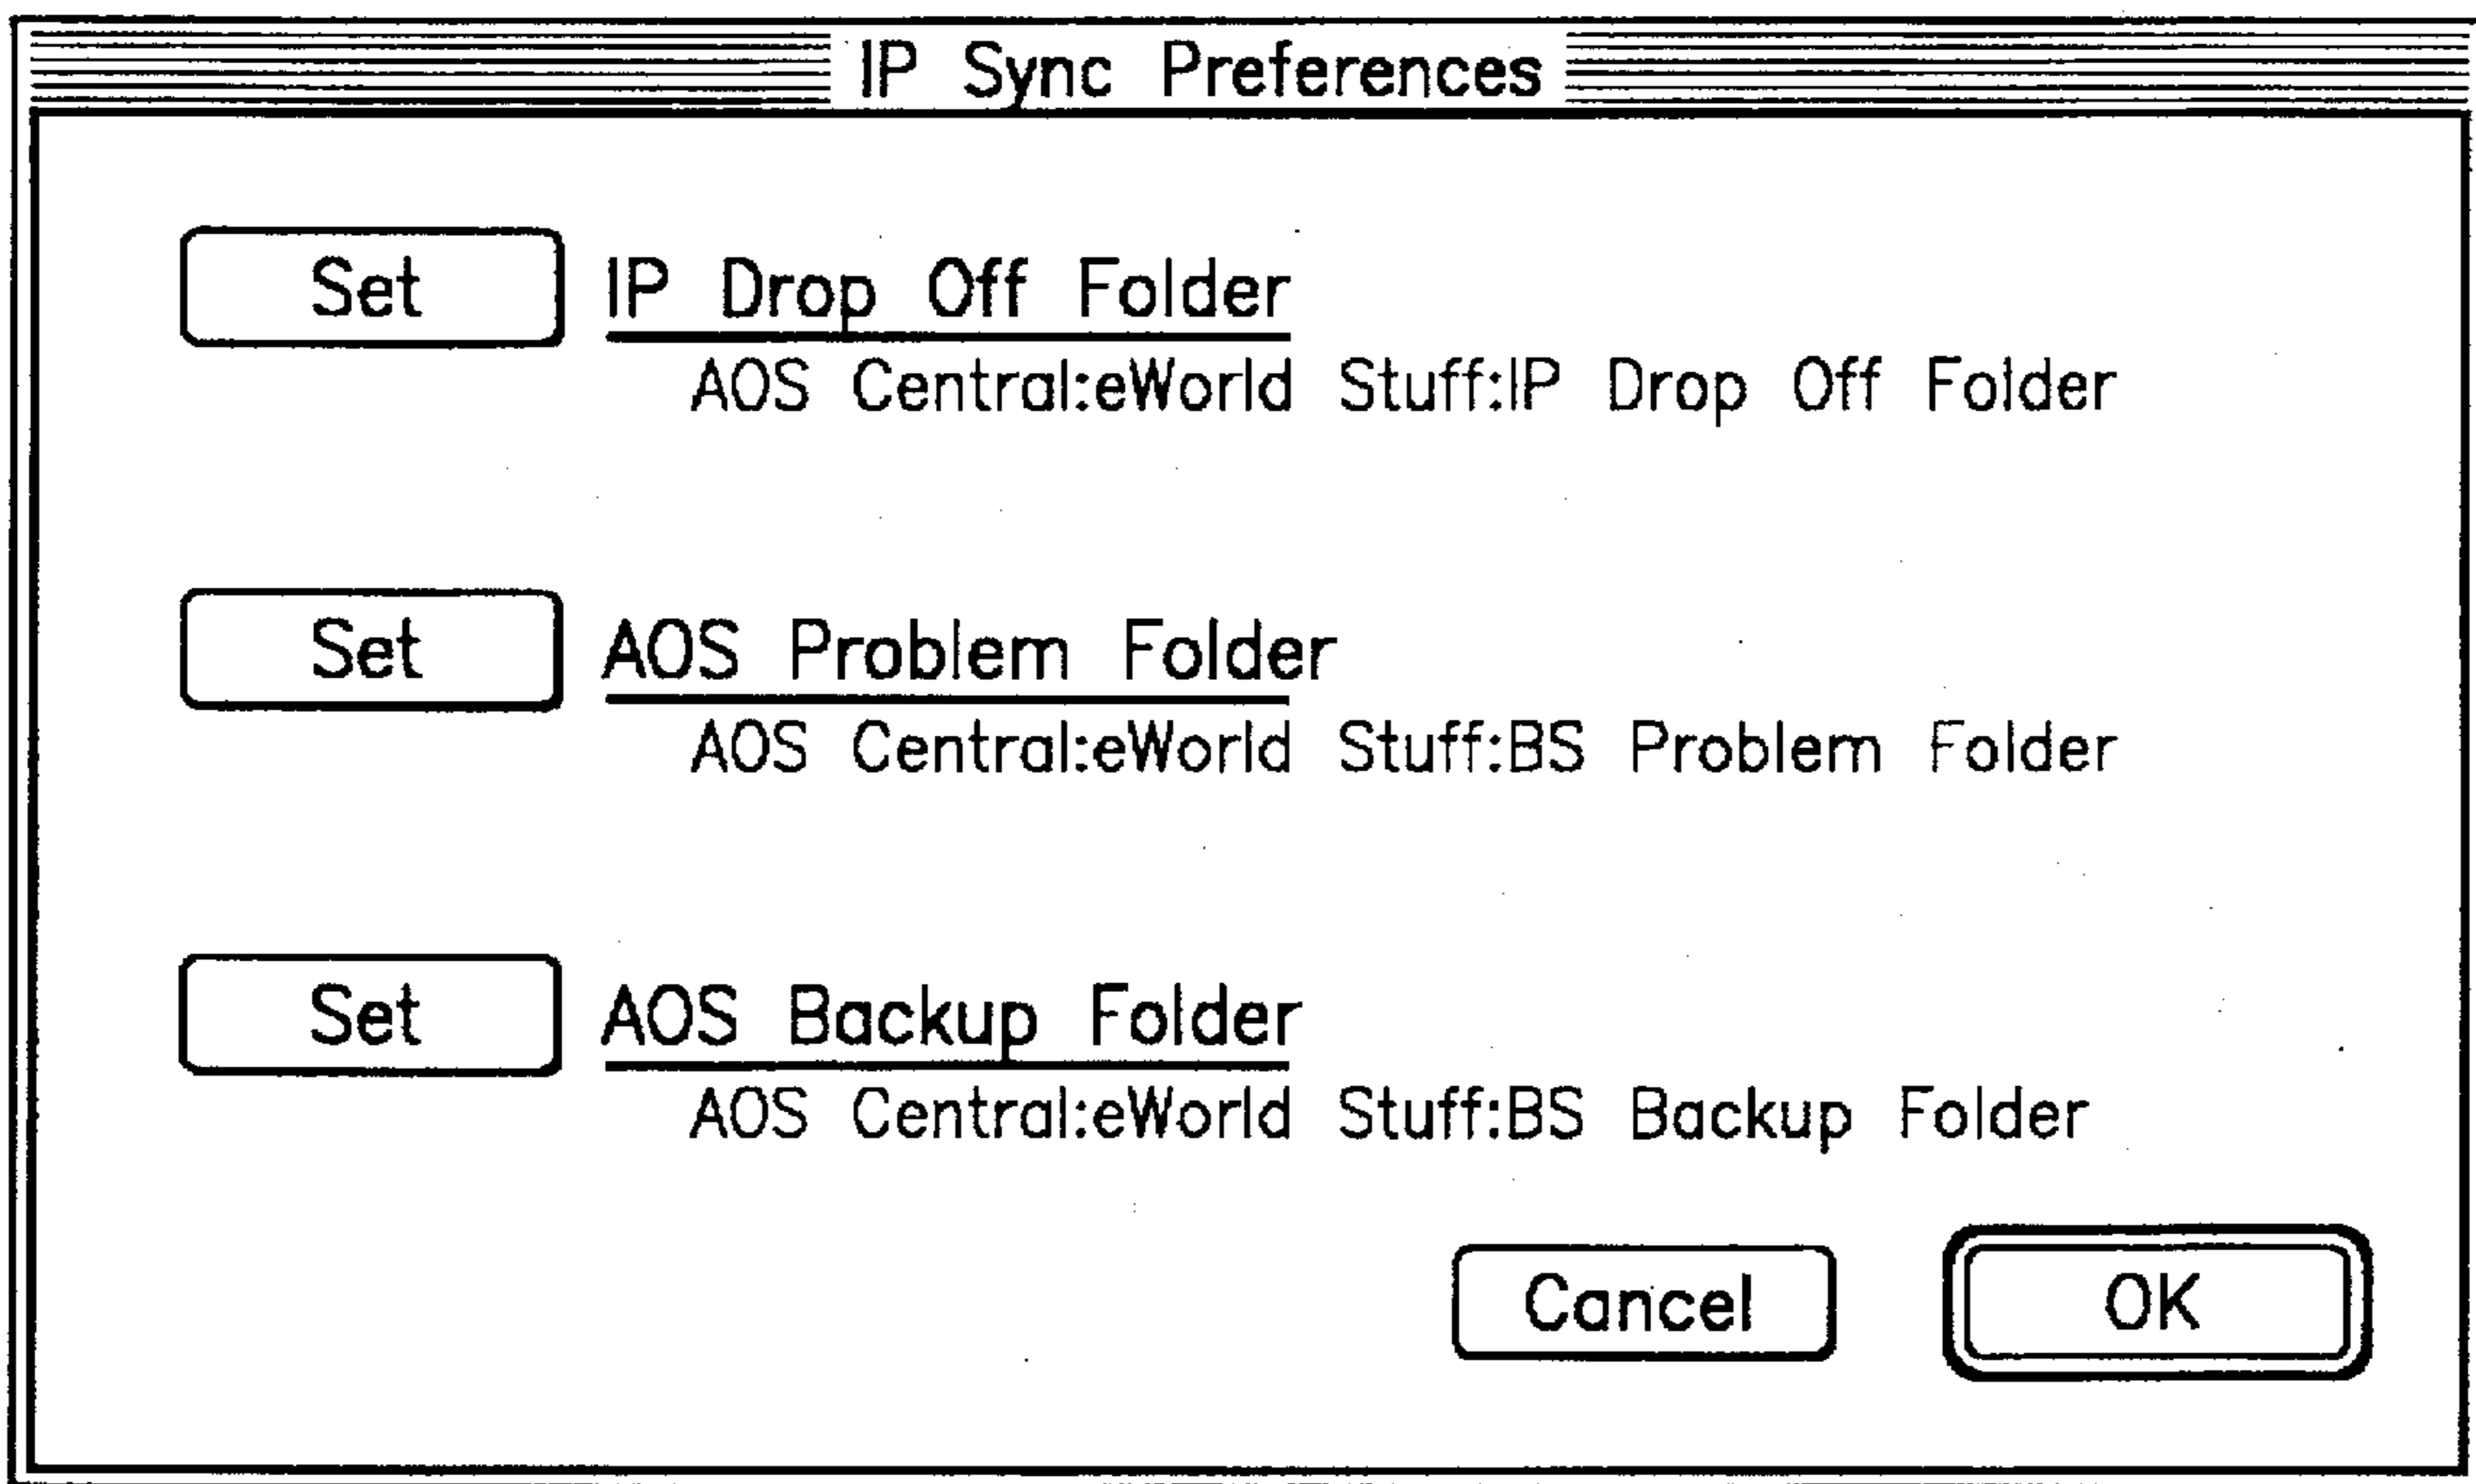 IP Sync Preferences
Set IP Drop Off Folder
AOS Central:eWorld Stuff:IP Drop Off Folder
Set AOS Problem Folder
AOS Central:eWorld Stuff:BS Problem Folder
Set AOS Backup Folder
AOS Central:eWorld Stuff:BS Backup Folder
Cancel OK